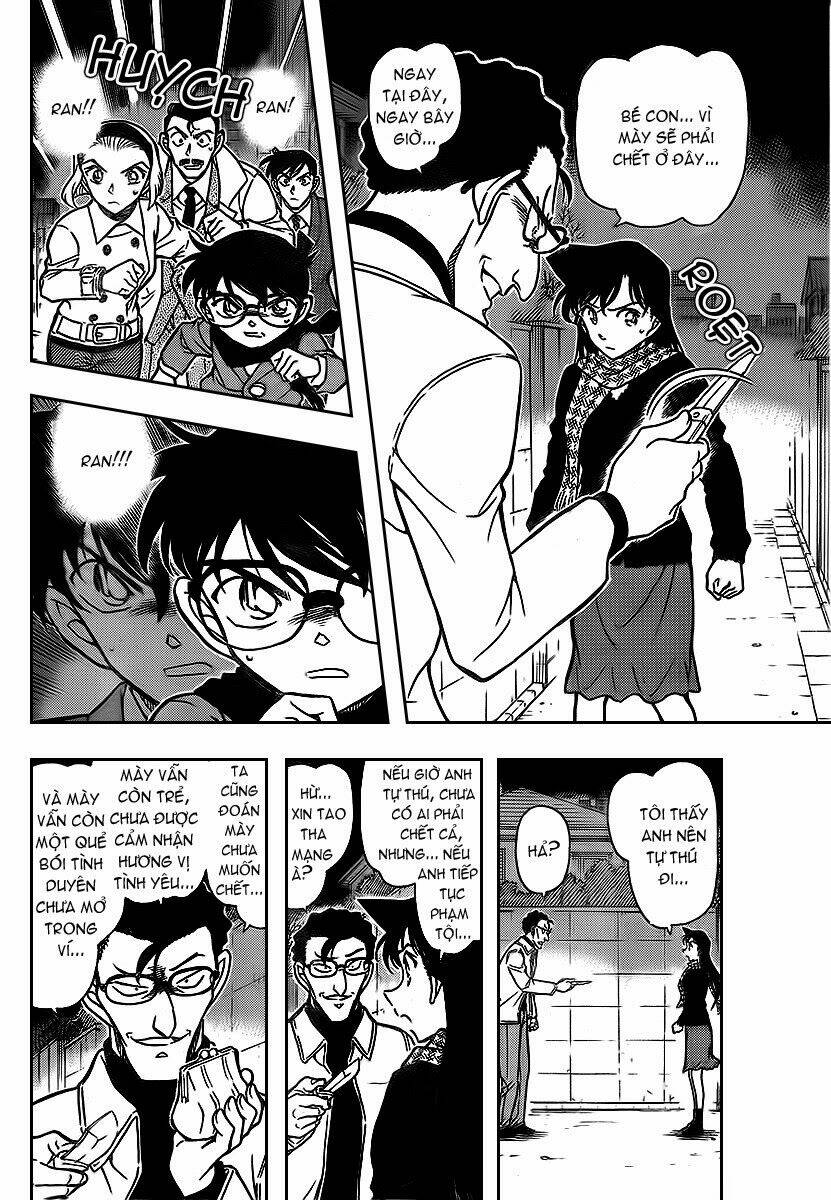 BÉ CON... VÌ
MÀY SẼ PHẢI
CHẾT Ở ĐÂY...
NGAY
TẠI ĐÂY,
NGAY BÂY
GIỜ...
ROẸT
RAN!
HUỴCH
RAN!!
RAN!!!
TÔI THẤY
ANH NÊN
TỰ THÚ
ĐI...
HẢ?
NẾU GIỜ ANH
TỰ THÚ, CHƯA
CÓ AI PHẢI
CHẾT CẢ,
NHƯNG... NẾU
ANH TIẾP
TỤC
PHẠM
TỘI...
HỪ...
XIN TAO
THA
MẠNG
À?
TA
CŨNG
ĐOÁN
MÀY
CHƯA
MUỐN
CHẾT...
MÀY VẪN
CÒN TRẺ,
CHƯA ĐƯỢC
CẢM NHẬN
HƯƠNG VỊ
TÌNH YÊU...
VÀ MÀY
VẪN CÒN
MỘT QUẺ
BÓI TÌNH
DUYÊN
CHƯA MỞ
TRONG
VÍ...